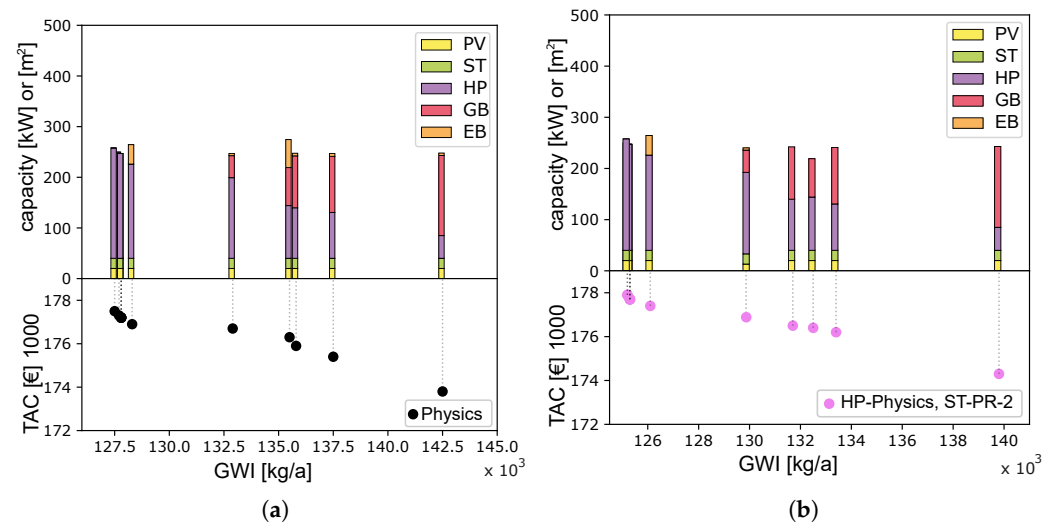 500
400
300
200
100
0
capacity [kW] or [m²]
PV
ST
HP
GB
EB
178
176
174
172
TAC [€] 1000
Physics
127.5 130.0 132.5 135.0 137.5 140.0 142.5 145.0
GWI [kg/a]
x 10³
(a)
500
400
300
200
100
0
capacity [kW] or [m²]
PV
ST
HP
GB
EB
178
176
174
172
TAC [€] 1000
HP-Physics, ST-PR-2
126 128 130 132 134 136 138 140
GWI [kg/a]
x 10³
(b)